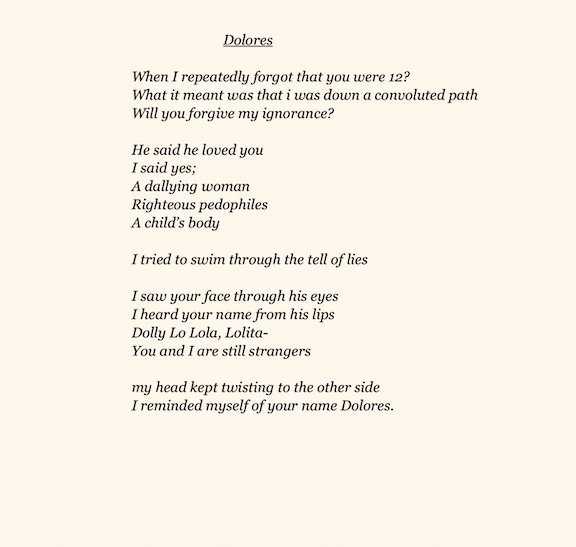 Dolores
When I repeatedly forgot that you were 12?
What it meant was that i was down a convoluted path
Will you forgive my ignorance?
He said he loved you
I said yes;
A dallying woman
Righteous pedophiles
A child's body
I tried to swim through the tell of lies
I saw your face through his eyes
I heard your name from his lips
Dolly Lo Lola, Lolita-
You and I are still strangers
my head kept twisting to the other side
I reminded myself of your name Dolores.